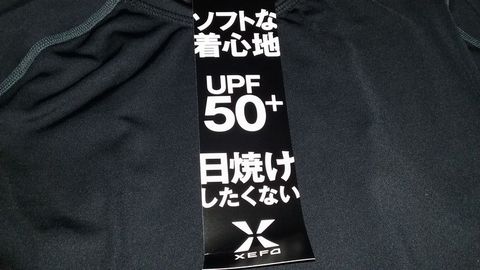 ソフトな
着心地
UPF
50+
日焼け
したくない
XEFO